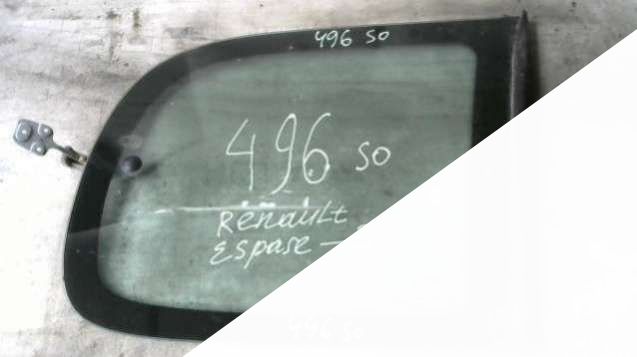 496 SO
496 SO
Renault
Espase —